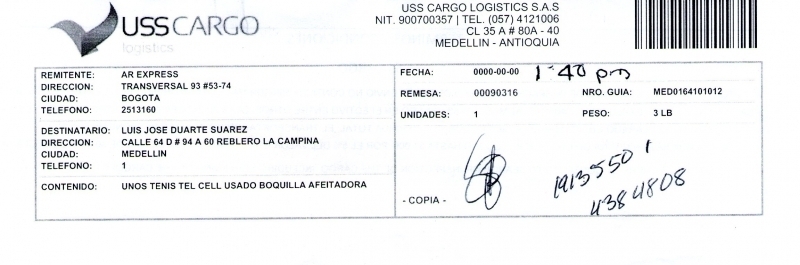 USSCARGO
logistics
USS CARGO LOGISTICS S.A.S
NIT. 900700357 | TEL. (057) 4121006
CL 35 A # 80A - 40
MEDELLIN - ANTIOQUIA
REMITENTE: AR EXPRESS
DIRECCION: TRANSVERSAL 93 #53-74
CIUDAD: BOGOTA
TELEFONO: 2513160
DESTINATARIO: LUIS JOSE DUARTE SUAREZ
DIRECCION: CALLE 64 D # 94 A 60 REBLERO LA CAMPINA
CIUDAD: MEDELLIN
TELEFONO: 1
CONTENIDO: UNOS TENIS TEL CELL USADO BOQUILLA AFEITADORA
FECHA: 0000-00-00 1-40 pm
REMESA: 00090316 NRO. GUIA: MED0164101012
UNIDADES: 1 PESO: 3 LB
- COPIA -
1913550 1
4384808